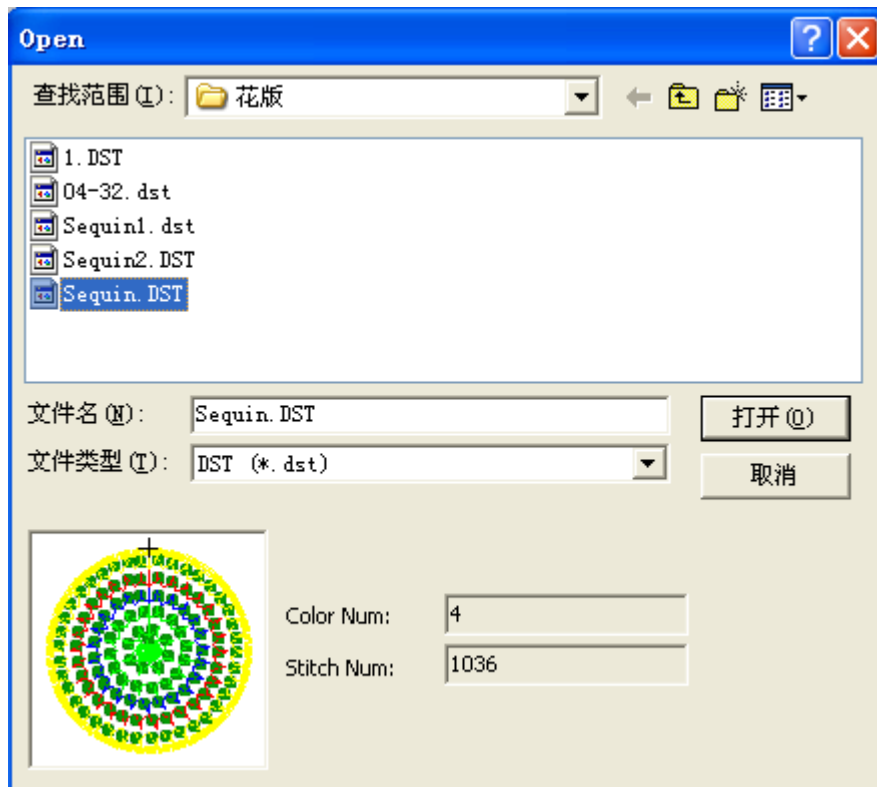 Open
查找范围(I): 花版
1.DST
04-32.dst
Sequin1.dst
Sequin2.DST
Sequin.DST
文件名(N): Sequin.DST 打开(O)
文件类型(T): DST (*.dst) 取消
Color Num: 4
Stitch Num: 1036